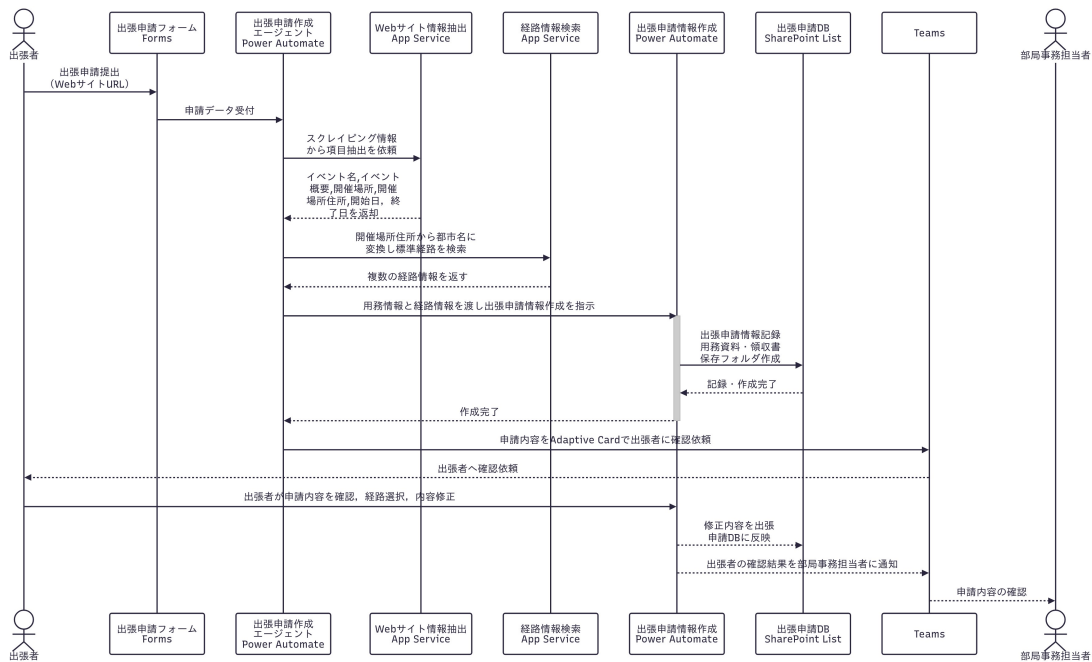 出張者
出張申請フォーム
Forms
出張申請作成
エージェント
Power Automate
Webサイト情報抽出
App Service
経路情報検索
App Service
出張申請情報作成
Power Automate
出張申請DB
SharePoint List
Teams
部局事務担当者
出張申請提出
（WebサイトURL）
申請データ受付
スクレイピング情報
から項目抽出を依頼
イベント名,イベント
概要,開催場所,開催
場所住所,開始日，終
了日を返却
開催場所住所から都市名に
変換し標準経路を検索
複数の経路情報を返す
用務情報と経路情報を渡し出張申請情報作成を指示
出張申請情報記録
用務資料・領収書
保存フォルダ作成
記録・作成完了
作成完了
申請内容をAdaptive Cardで出張者に確認依頼
出張者へ確認依頼
出張者が申請内容を確認，経路選択，内容修正
修正内容を出張
申請DBに反映
出張者の確認結果を部局事務担当者に通知
申請内容の確認
出張者
出張申請フォーム
Forms
出張申請作成
エージェント
Power Automate
Webサイト情報抽出
App Service
経路情報検索
App Service
出張申請情報作成
Power Automate
出張申請DB
SharePoint List
Teams
部局事務担当者